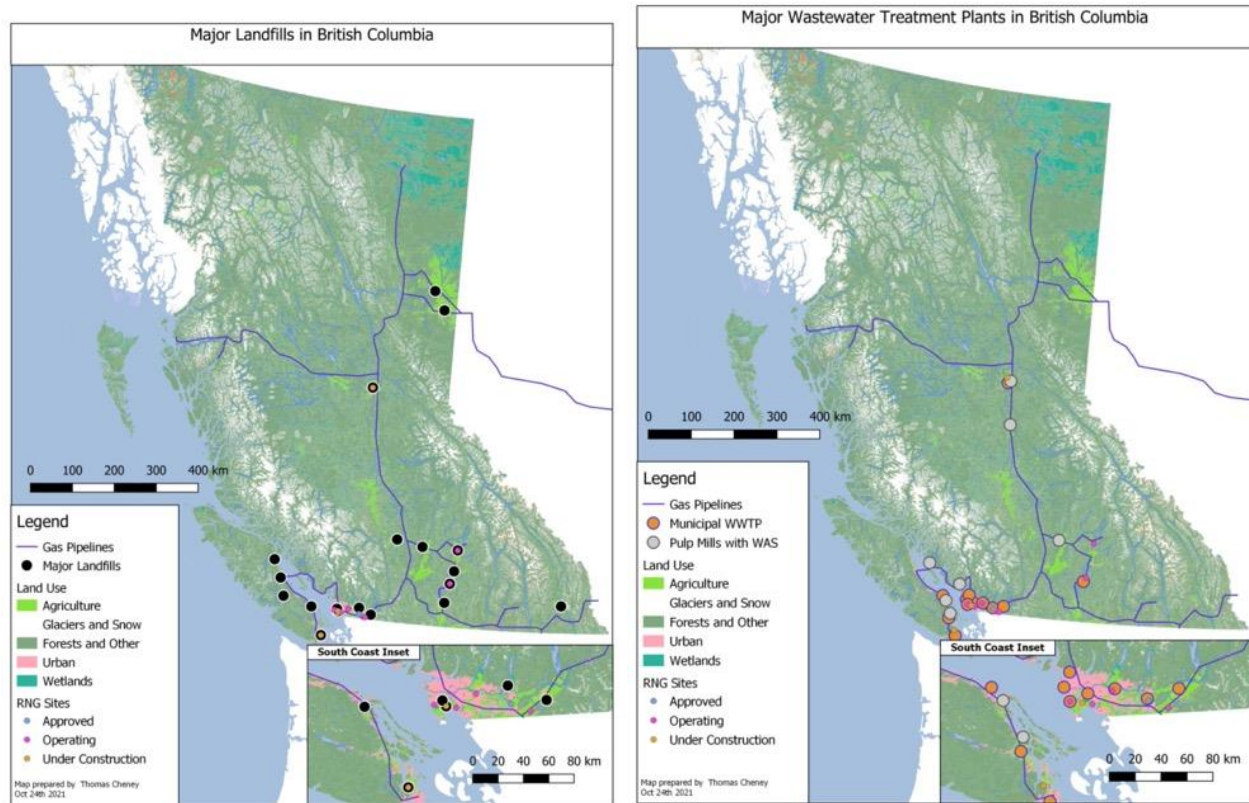 Major Landfills in British Columbia
0 100 200 300 400 km
Legend
Gas Pipelines
Major Landfills
Land Use
Agriculture
Glaciers and Snow
Forests and Other
Urban
Wetlands
RNG Sites
Approved
Operating
Under Construction
Map prepared by Thomas Cheney
Oct 24th 2021
South Coast Inset
0 20 40 60 80 km
Major Wastewater Treatment Plants in British Columbia
0 100 200 300 400 km
Legend
Gas Pipelines
Municipal WWTP
Pulp Mills with WAS
Land Use
Agriculture
Glaciers and Snow
Forests and Other
Urban
Wetlands
RNG Sites
Approved
Operating
Under Construction
Map prepared by Thomas Cheney
Oct 24th 2021
South Coast Inset
0 20 40 60 80 km